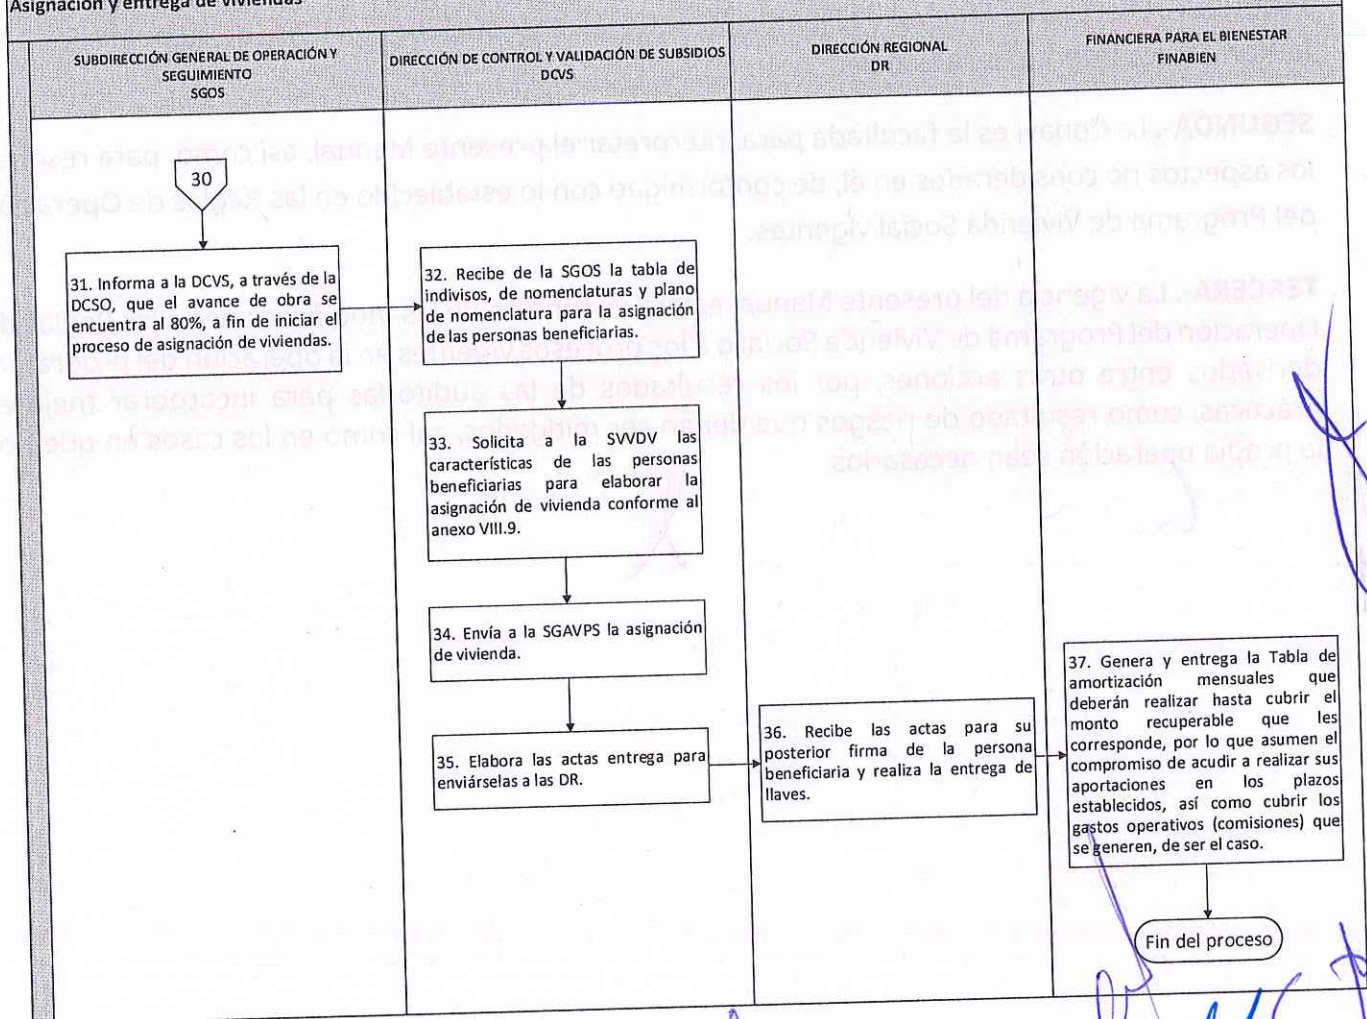 Asignación y entrega de viviendas
SUBDIRECCIÓN GENERAL DE OPERACIÓN Y
SEGUIMIENTO
SGOS
DIRECCIÓN DE CONTROL Y VALIDACIÓN DE SUBSIDIOS
DCVS
DIRECCIÓN REGIONAL
DR
FINANCIERA PARA EL BIENESTAR
FINABIEN
30
31. Informa a la DCVS, a través de la
DCSO, que el avance de obra se
encuentra al 80%, a fin de iniciar el
proceso de asignación de viviendas.
32. Recibe de la SGOS la tabla de
indivisos, de nomenclaturas y plano
de nomenclatura para la asignación
de las personas beneficiarias.
33. Solicita a la SVVDV las
características de las personas
beneficiarias para elaborar la
asignación de vivienda conforme al
anexo VIII.9.
34. Envía a la SGAVPS la asignación
de vivienda.
35. Elabora las actas entrega para
enviárselas a las DR.
36. Recibe las actas para su
posterior firma de la persona
beneficiaria y realiza la entrega de
llaves.
37. Genera y entrega la Tabla de
amortización mensuales que
deberán realizar hasta cubrir el
monto recuperable que les
corresponde, por lo que asumen el
compromiso de acudir a realizar sus
aportaciones en los plazos
establecidos, así como cubrir los
gastos operativos (comisiones) que
se generen, de ser el caso.
Fin del proceso